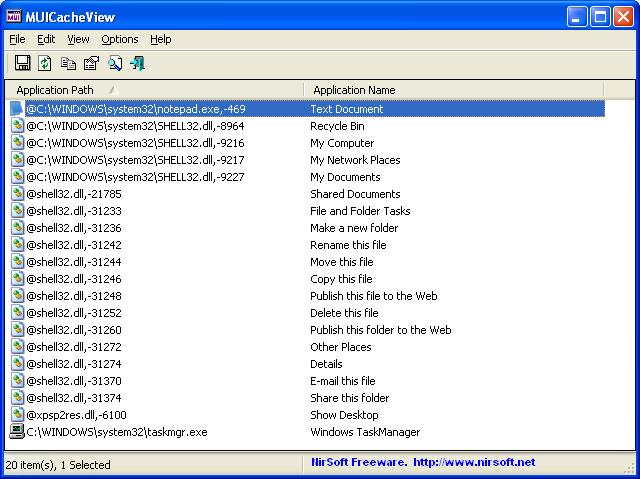 MUI MUICacheView
File Edit View Options Help
Application Path Application Name
@C:\WINDOWS\system32\notepad.exe,-469 Text Document
@C:\WINDOWS\system32\SHELL32.dll,-8964 Recycle Bin
@C:\WINDOWS\system32\SHELL32.dll,-9216 My Computer
@C:\WINDOWS\system32\SHELL32.dll,-9217 My Network Places
@C:\WINDOWS\system32\SHELL32.dll,-9227 My Documents
@shell32.dll,-21785 Shared Documents
@shell32.dll,-31233 File and Folder Tasks
@shell32.dll,-31236 Make a new folder
@shell32.dll,-31242 Rename this file
@shell32.dll,-31244 Move this file
@shell32.dll,-31246 Copy this file
@shell32.dll,-31248 Publish this file to the Web
@shell32.dll,-31252 Delete this file
@shell32.dll,-31260 Publish this folder to the Web
@shell32.dll,-31272 Other Places
@shell32.dll,-31274 Details
@shell32.dll,-31370 E-mail this file
@shell32.dll,-31374 Share this folder
@xpsp2res.dll,-6100 Show Desktop
C:\WINDOWS\system32\taskmgr.exe Windows TaskManager
20 item(s), 1 Selected NirSoft Freeware. http://www.nirsoft.net